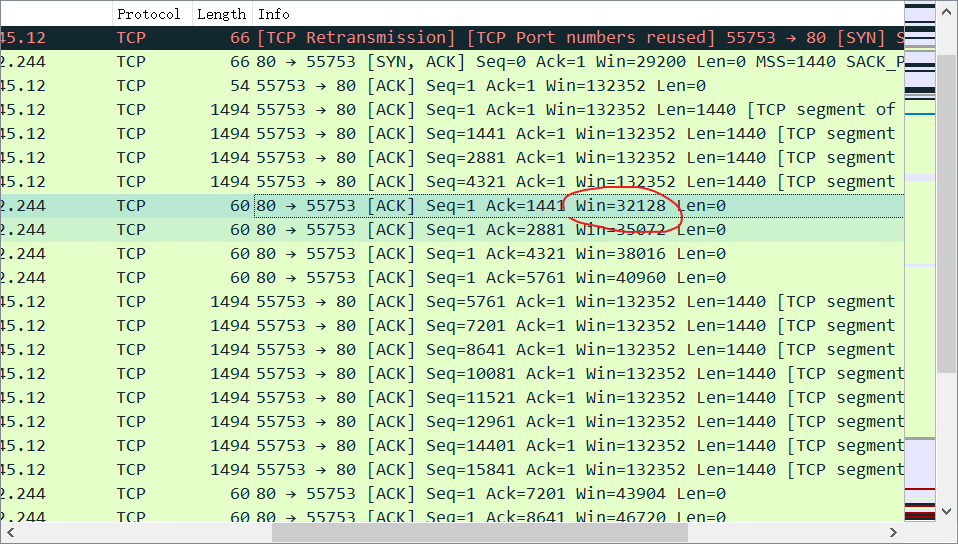 Protocol Length Info
45.12 TCP 66 [TCP Retransmission] [TCP Port numbers reused] 55753 → 80 [SYN] S
2.244 TCP 66 80 → 55753 [SYN, ACK] Seq=0 Ack=1 Win=29200 Len=0 MSS=1440 SACK_P
45.12 TCP 54 55753 → 80 [ACK] Seq=1 Ack=1 Win=132352 Len=0
45.12 TCP 1494 55753 → 80 [ACK] Seq=1 Ack=1 Win=132352 Len=1440 [TCP segment of
45.12 TCP 1494 55753 → 80 [ACK] Seq=1441 Ack=1 Win=132352 Len=1440 [TCP segment
45.12 TCP 1494 55753 → 80 [ACK] Seq=2881 Ack=1 Win=132352 Len=1440 [TCP segment
45.12 TCP 1494 55753 → 80 [ACK] Seq=4321 Ack=1 Win=132352 Len=1440 [TCP segment
2.244 TCP 60 80 → 55753 [ACK] Seq=1 Ack=1441 Win=32128 Len=0
2.244 TCP 60 80 → 55753 [ACK] Seq=1 Ack=2881 Win=35072 Len=0
2.244 TCP 60 80 → 55753 [ACK] Seq=1 Ack=4321 Win=38016 Len=0
2.244 TCP 60 80 → 55753 [ACK] Seq=1 Ack=5761 Win=40960 Len=0
45.12 TCP 1494 55753 → 80 [ACK] Seq=5761 Ack=1 Win=132352 Len=1440 [TCP segment
45.12 TCP 1494 55753 → 80 [ACK] Seq=7201 Ack=1 Win=132352 Len=1440 [TCP segment
45.12 TCP 1494 55753 → 80 [ACK] Seq=8641 Ack=1 Win=132352 Len=1440 [TCP segment
45.12 TCP 1494 55753 → 80 [ACK] Seq=10081 Ack=1 Win=132352 Len=1440 [TCP segment
45.12 TCP 1494 55753 → 80 [ACK] Seq=11521 Ack=1 Win=132352 Len=1440 [TCP segment
45.12 TCP 1494 55753 → 80 [ACK] Seq=12961 Ack=1 Win=132352 Len=1440 [TCP segment
45.12 TCP 1494 55753 → 80 [ACK] Seq=14401 Ack=1 Win=132352 Len=1440 [TCP segment
45.12 TCP 1494 55753 → 80 [ACK] Seq=15841 Ack=1 Win=132352 Len=1440 [TCP segment
2.244 TCP 60 80 → 55753 [ACK] Seq=1 Ack=7201 Win=43904 Len=0
2.244 TCP 60 80 → 55753 [ACK] Seq=1 Ack=8641 Win=46720 Len=0